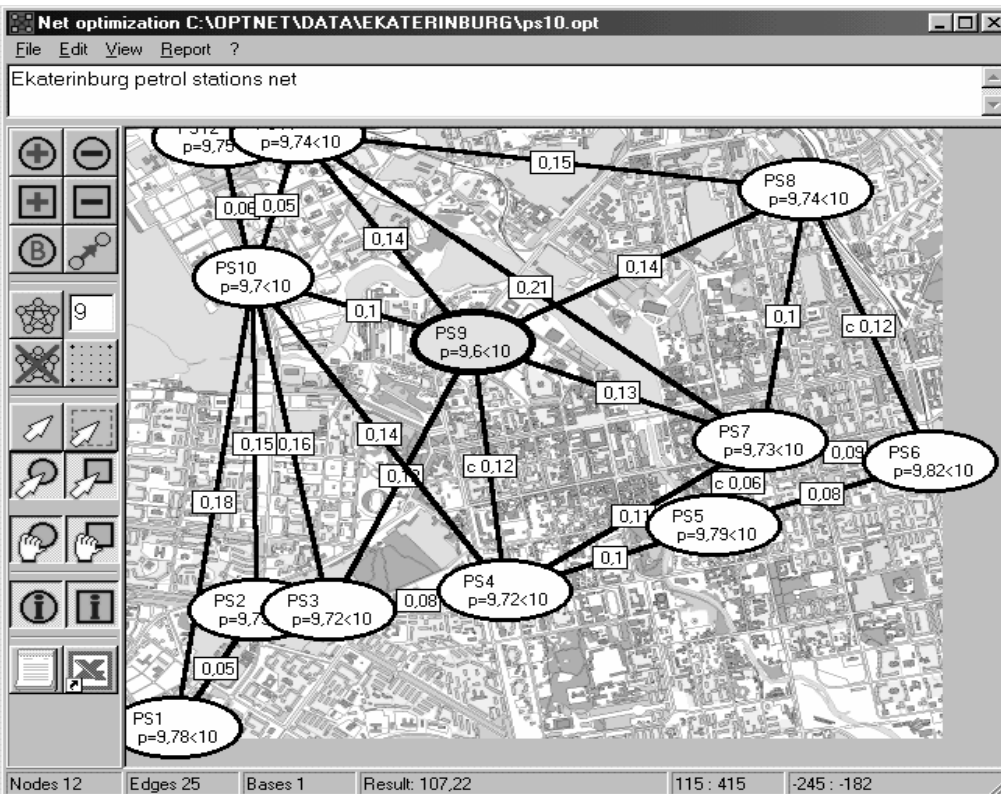 Net optimization C:\OPTNET\DATA\EKATERINBURG\ps10.opt
File Edit View Report ?
Ekaterinburg petrol stations net
PS12
p=9,75
p=9,74<10
0,15
PS8
p=9,74<10
0,06
0,05
0,14
0,14
PS10
p=9,7<10
0,21
B
9
0,1
PS9
p=9,6<10
0,1
c 0,12
0,13
0,14
0,15
0,16
c 0,12
PS7
p=9,73<10
0,09
PS6
p=9,82<10
c 0,06
0,08
0,18
0,11
PS5
p=9,79<10
0,1
PS2
PS3
p=9,72<10
0,08
PS4
p=9,72<10
0,05
PS1
p=9,78<10
Nodes 12
Edges 25
Bases 1
Result: 107,22
115 : 415
-245 : -182